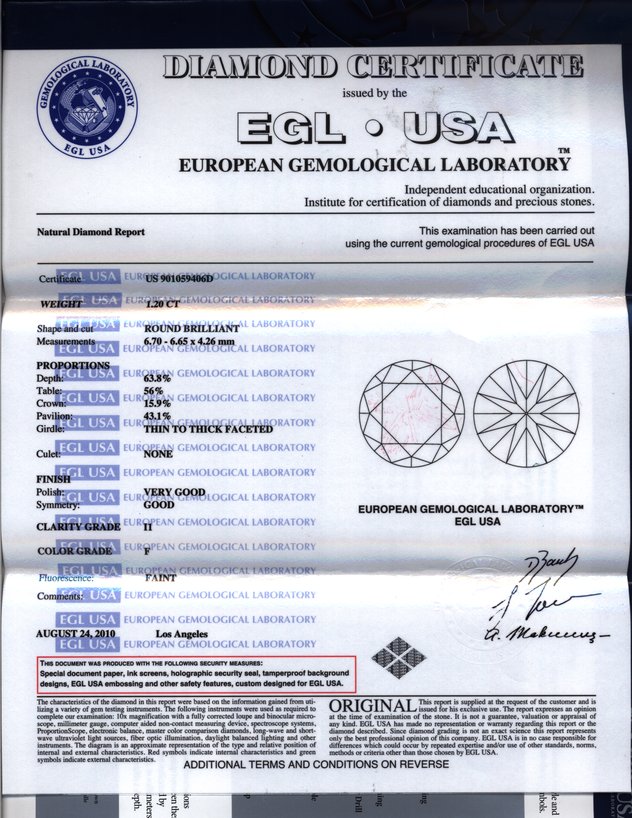 DIAMOND CERTIFICATE
issued by the
EGL • USA
EUROPEAN GEMOLOGICAL LABORATORY™
GEMOLOGICAL LABORATORY
EGL USA
Independent educational organization.
Institute for certification of diamonds and precious stones.
Natural Diamond Report
This examination has been carried out
using the current gemological procedures of EGL USA
Certificate US 901059406D
WEIGHT 1.20 CT
Shape and cut ROUND BRILLIANT
Measurements 6.70 - 6.65 x 4.26 mm
PROPORTIONS
Depth: 63.8%
Table: 56%
Crown: 15.9%
Pavilion: 43.1%
Girdle: THIN TO THICK FACETED
Culet: NONE
FINISH
Polish: VERY GOOD
Symmetry: GOOD
CLARITY GRADE I1
COLOR GRADE F
Fluorescence: FAINT
Comments:
EGL USA EUROPEAN GEMOLOGICAL LABORATORY
EUROPEAN GEMOLOGICAL LABORATORY™
EGL USA
AUGUST 24, 2010 Los Angeles
THIS DOCUMENT WAS PRODUCED WITH THE FOLLOWING SECURITY MEASURES:
Special document paper, ink screens, holographic security seal, tamperproof background
designs, EGL USA embossing and other safety features, custom designed for EGL USA.
The characteristics of the diamond in this report were based on the information gained from uti-
lizing a variety of gem testing instruments. The following instruments were used as required to
complete our examination: 10x magnification with a fully corrected loupe and binocular micro-
scope, millimeter gauge, computer aided non-contact measuring device, spectroscope systems,
ProportionScope, electronic balance, master color comparison diamonds, long-wave and short-
wave ultraviolet light sources, fiber optic illumination, daylight balanced lighting and other
instruments. The diagram is an approximate representation of the type and relative position of
internal and external characteristics. Red symbols indicate internal characteristics and green
symbols indicate external characteristics.
ORIGINAL This report is supplied at the request of the customer and is
issued for his exclusive use. The report expresses an opinion
at the time of examination of the stone. It is not a guarantee, valuation or appraisal of
any kind. EGL USA has made no representation or warranty regarding this report or the
diamond described. Since diamond grading is not an exact science this report represents
only the best professional opinion of this company. EGL USA is in no case responsible for
differences which could occur by repeated expertise and/or use of other standards, norms,
methods or criteria other than those chosen by EGL USA.
ADDITIONAL TERMS AND CONDITIONS ON REVERSE